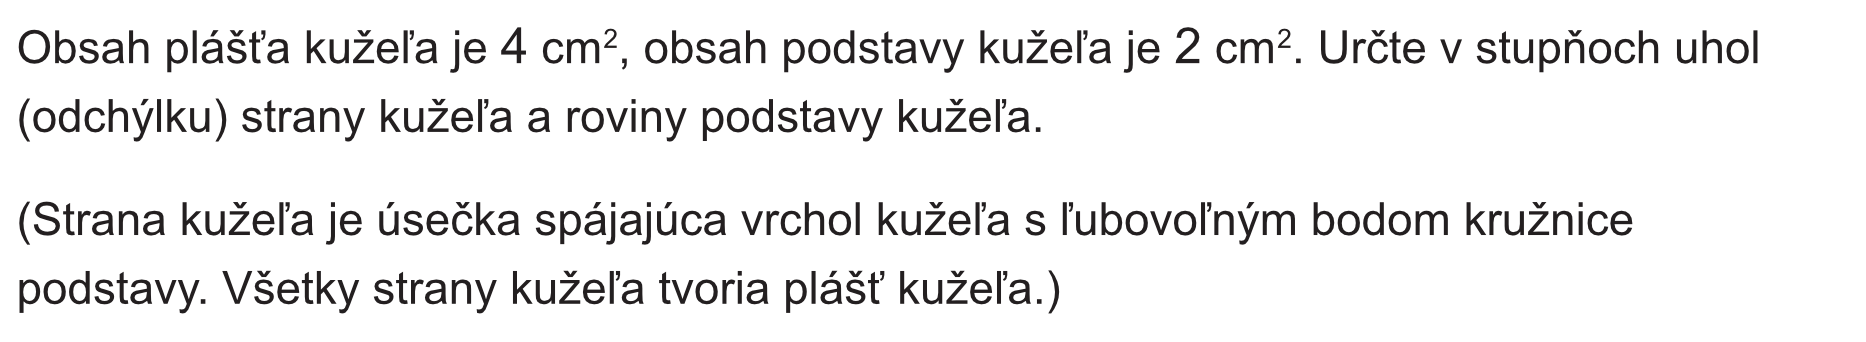 Obsah plášťa kužeľa je 4 cm², obsah podstavy kužeľa je 2 cm². Určte v stupňoch uhol
(odchýlku) strany kužeľa a roviny podstavy kužeľa.
(Strana kužeľa je úsečka spájajúca vrchol kužeľa s ľubovoľným bodom kružnice
podstavy. Všetky strany kužeľa tvoria plášť kužeľa.)